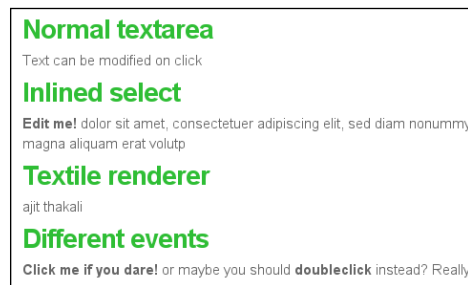 Normal textarea
Text can be modified on click
Inlined select
Edit me! dolor sit amet, consectetuer adipiscing elit, sed diam nonummy
magna aliquam erat volutp
Textile renderer
ajit thakali
Different events
Click me if you dare! or maybe you should doubleclick instead? Really